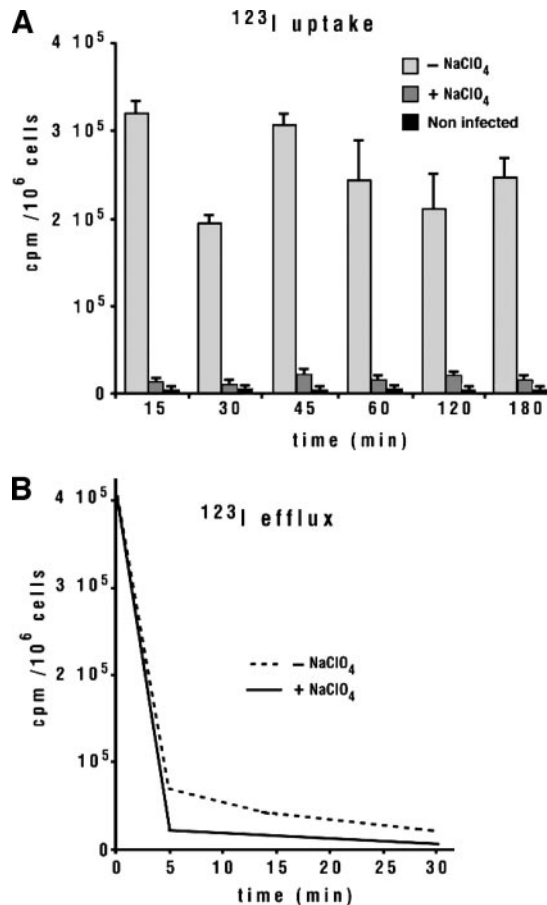 A
¹²³I uptake
4 10⁵
3 10⁵
2 10⁵
10⁵
0
cpm /10⁶ cells
– NaClO₄
+ NaClO₄
Non infected
15 30 45 60 120 180
time (min)
B
¹²³I efflux
4 10⁵
3 10⁵
2 10⁵
10⁵
0
cpm/10⁶ cells
– NaClO₄
+ NaClO₄
0 5 10 15 20 25 30
time (min)